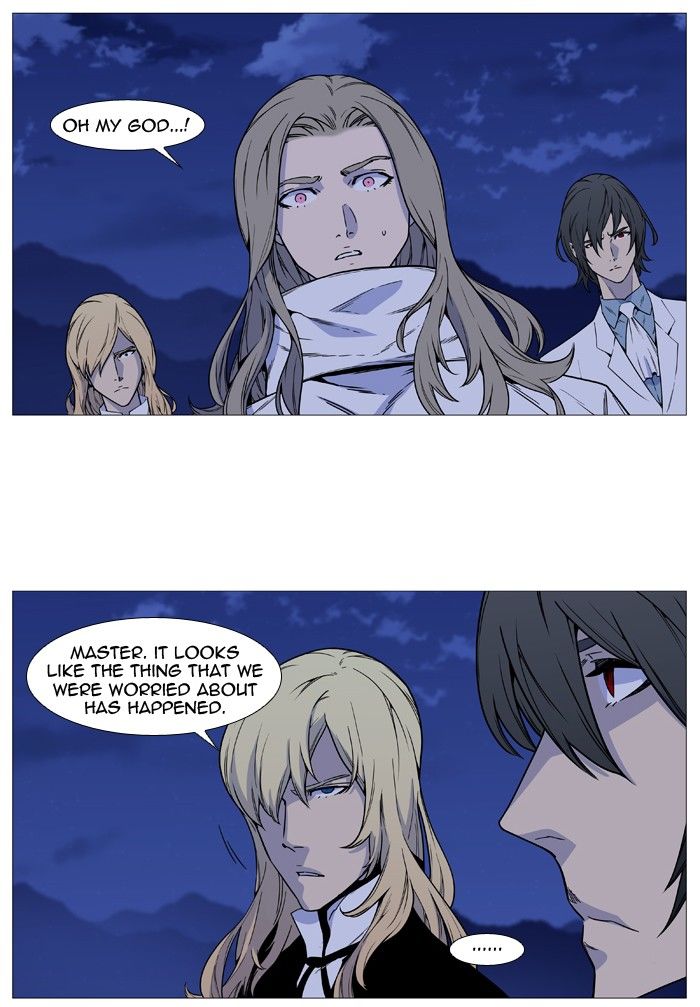 OH MY GOD...!
MASTER. IT LOOKS
LIKE THE THING THAT WE
WERE WORRIED ABOUT
HAS HAPPENED.
......